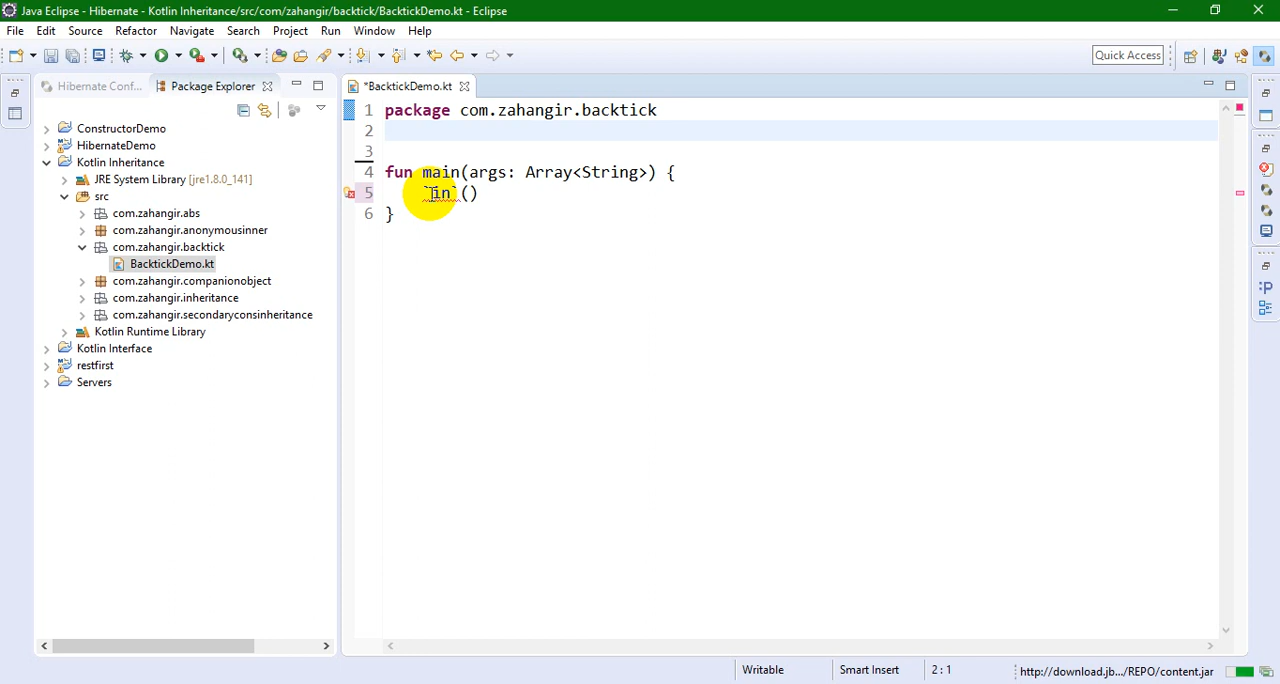 Java Eclipse - Hibernate - Kotlin Inheritance/src/com/zahangir/backtick/BacktickDemo.kt - Eclipse
File Edit Source Refactor Navigate Search Project Run Window Help
Quick Access
Hibernate Conf... Package Explorer
*BacktickDemo.kt
ConstructorDemo
HibernateDemo
Kotlin Inheritance
JRE System Library [jre1.8.0_141]
src
com.zahangir.abs
com.zahangir.anonymousinner
com.zahangir.backtick
BacktickDemo.kt
com.zahangir.companionobject
com.zahangir.inheritance
com.zahangir.secondaryconsinheritance
Kotlin Runtime Library
Kotlin Interface
restfirst
Servers
1 package com.zahangir.backtick
2
3
4 fun main(args: Array<String>) {
5 `in`()
6 }
Writable Smart Insert 2 : 1 http://download.jb.../REPO/content.jar